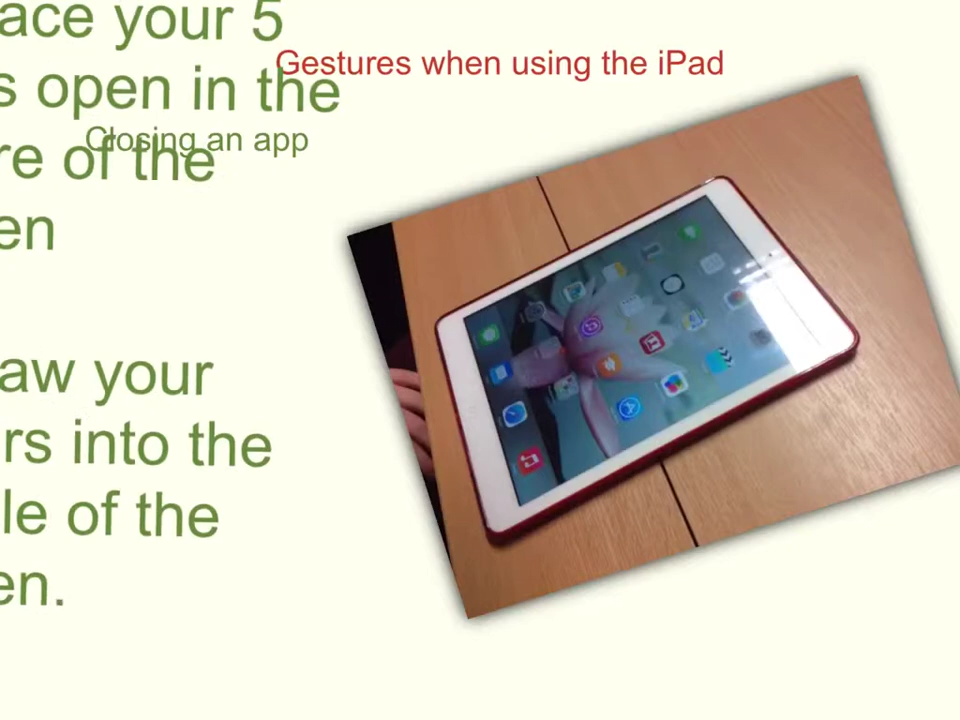 Gestures when using the iPad
Closing an app
ace your 5
s open in the
re of the
en
aw your
rs into the
le of the
en.